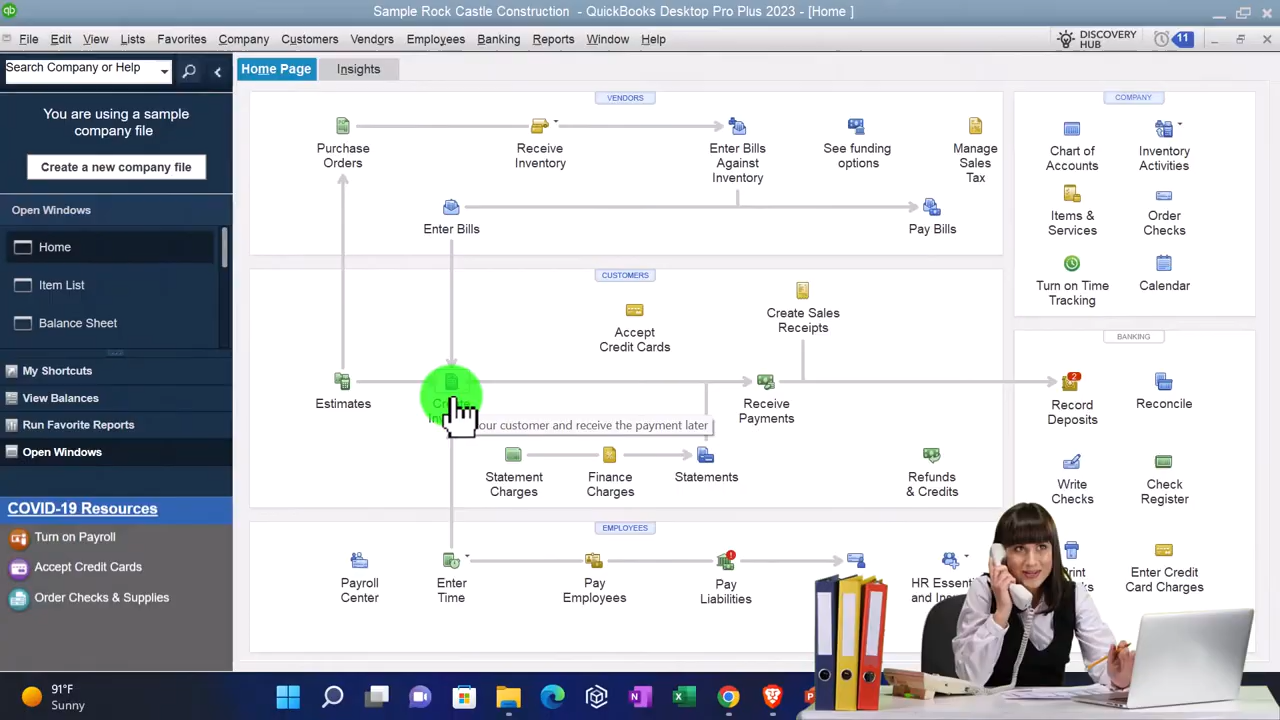 Sample Rock Castle Construction - QuickBooks Desktop Pro Plus 2023 - [Home ]
File Edit View Lists Favorites Company Customers Vendors Employees Banking Reports Window Help
DISCOVERY
HUB
11
Search Company or Help
You are using a
sample
company file
Create a new company file
Open Windows
Home
Item List
Balance Sheet
My Shortcuts
View Balances
Run Favorite Reports
Open Windows
COVID-19 Resources
Turn on Payroll
Accept Credit Cards
Order Checks & Supplies
Home Page
Insights
VENDORS
Purchase
Orders
Receive
Inventory
Enter Bills
Against
Inventory
See funding
options
Manage
Sales
Tax
Enter Bills
Pay Bills
CUSTOMERS
Accept
Credit Cards
Create Sales
Receipts
Estimates
our customer and receive the payment later
Receive
Payments
Statement
Charges
Finance
Charges
Statements
Refunds
& Credits
EMPLOYEES
Payroll
Center
Enter
Time
Pay
Employees
Pay
Liabilities
HR Essenti
COMPANY
Chart of
Accounts
Inventory
Activities
Items &
Services
Order
Checks
Turn on Time
Tracking
Calendar
BANKING
2
Record
Deposits
Reconcile
Write
Checks
Check
Register
Enter Credit
Card Charges
91°F
Sunny